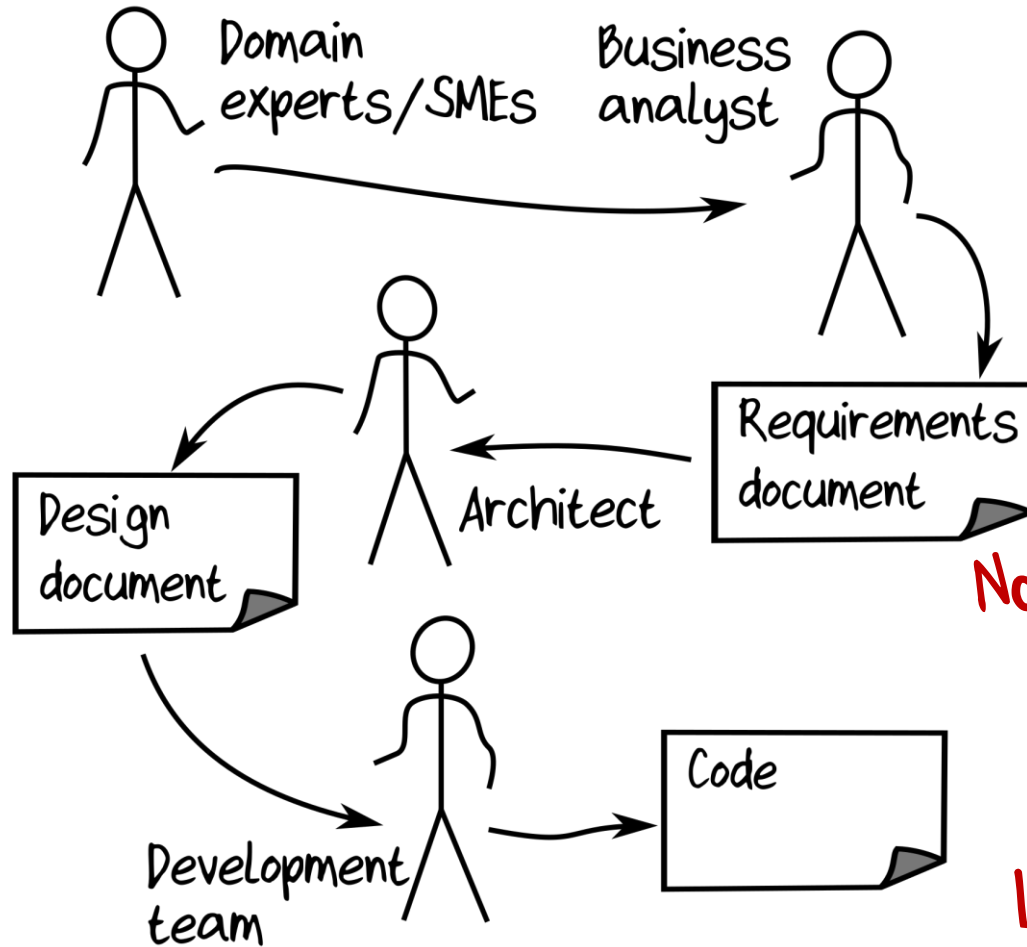 Domain
experts/SMEs
Business
analyst
Requirements
document
Architect
Design
document
Development
team
Code